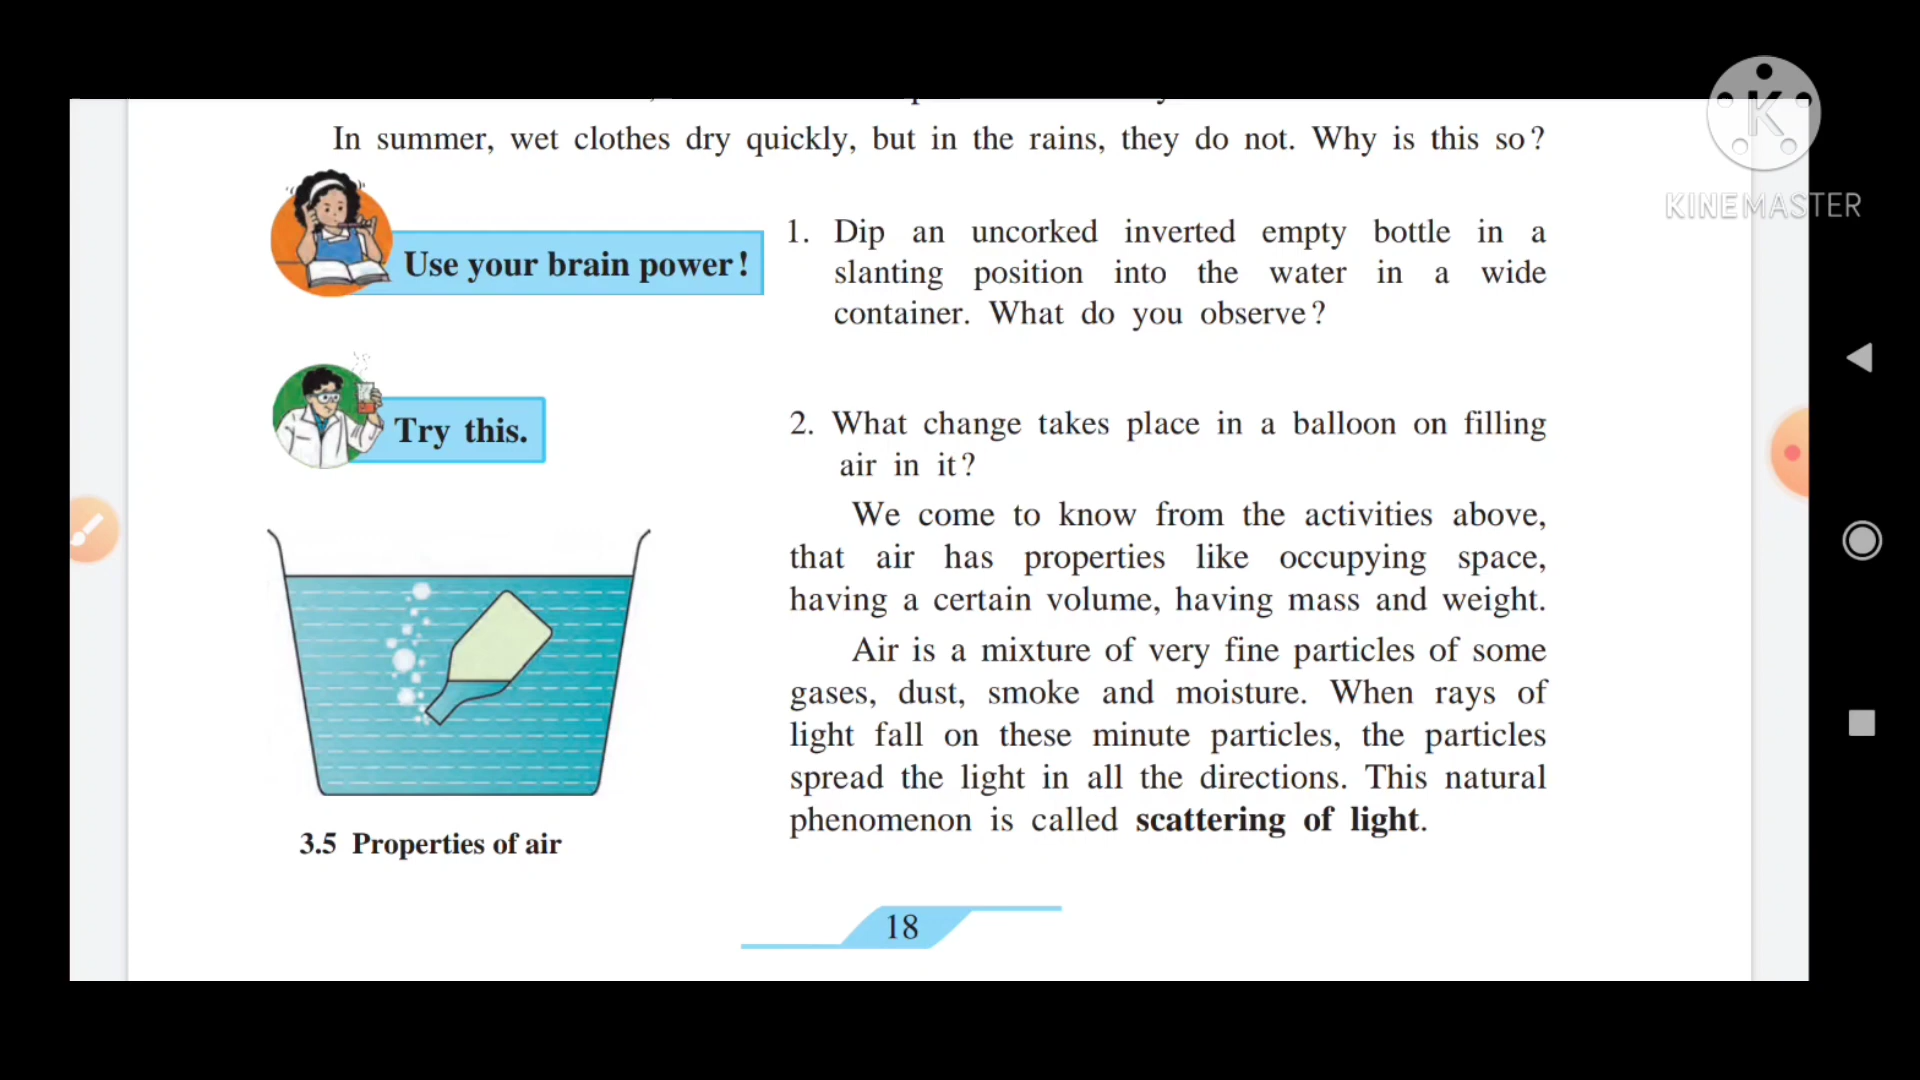 In summer, wet clothes dry quickly, but in the rains, they do not. Why is this so?
KINEMASTER
Use your brain power!
1. Dip an uncorked inverted empty bottle in a
slanting position into the water in a wide
container. What do you observe?
Try this.
2. What change takes place in a balloon on filling
air in it?
We come to know from the activities above,
that air has properties like occupying space,
having a certain volume, having mass and weight.
Air is a mixture of very fine particles of some
gases, dust, smoke and moisture. When rays of
light fall on these minute particles, the particles
spread the light in all the directions. This natural
phenomenon is called scattering of light.
3.5 Properties of air
18